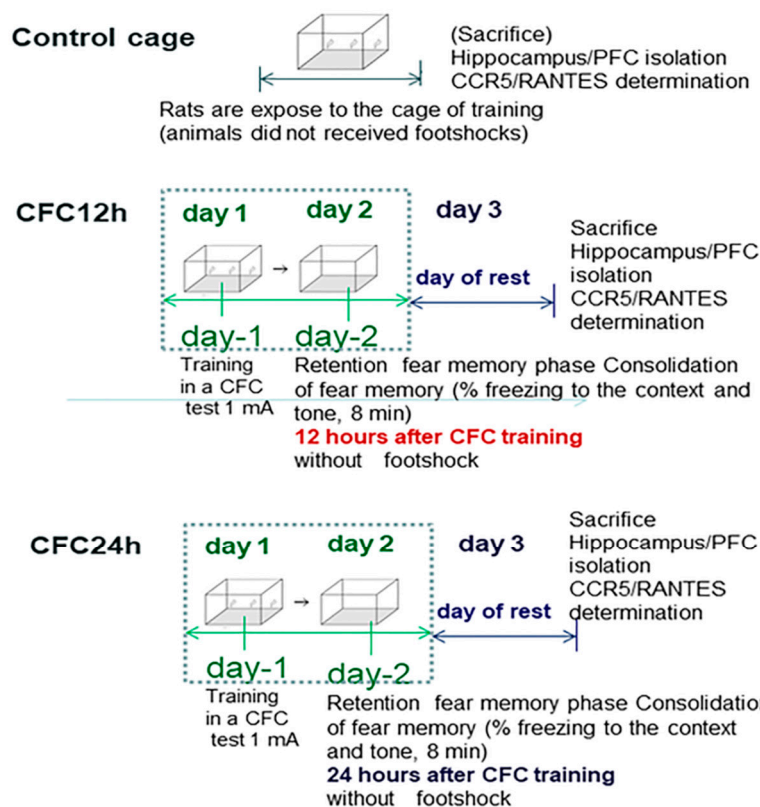 Control cage
(Sacrifice)
Hippocampus/PFC isolation
CCR5/RANTES determination
Rats are expose to the cage of training
(animals did not received footshocks)
CFC12h
day 1
day 2
day 3
day of rest
Sacrifice
Hippocampus/PFC
isolation
CCR5/RANTES
determination
day-1
day-2
Training
in a CFC
test 1 mA
Retention fear memory phase Consolidation
of fear memory (% freezing to the context and
tone, 8 min)
12 hours after CFC training
without footshock
CFC24h
day 1
day 2
day 3
day of rest
Sacrifice
Hippocampus/PFC
isolation
CCR5/RANTES
determination
day-1
day-2
Training
in a CFC
test 1 mA
Retention fear memory phase Consolidatio
of fear memory (% freezing to the context
and tone, 8 min)
24 hours after CFC training
without footshock